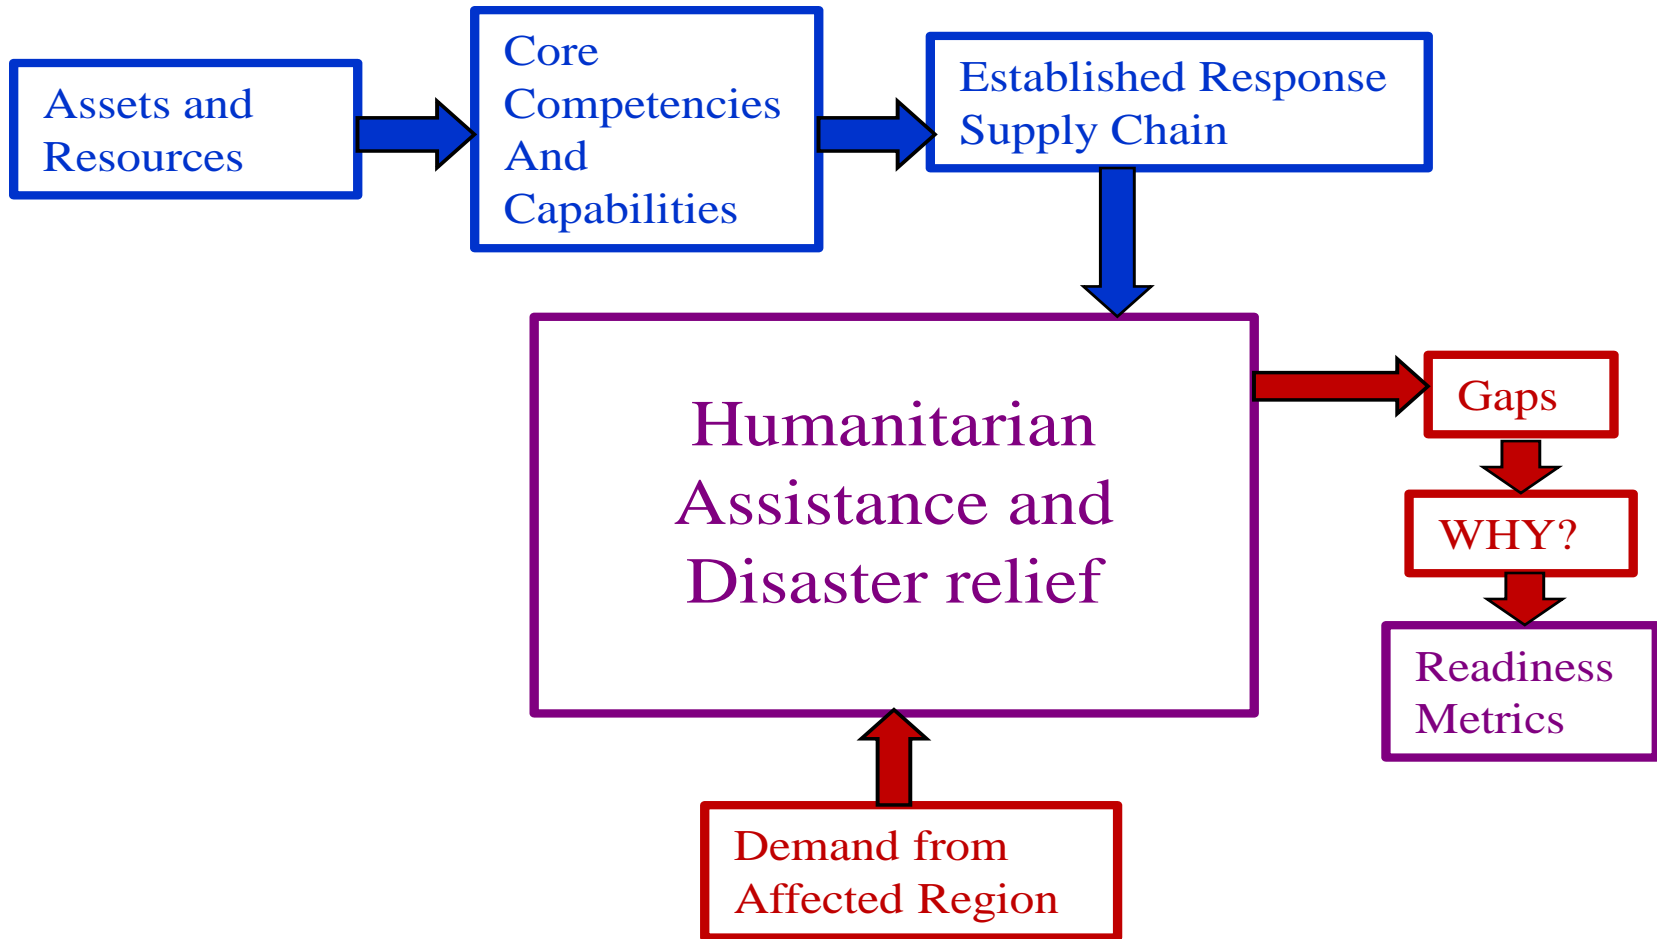 Assets and
Resources
Core
Competencies
And
Capabilities
Established Response
Supply Chain
Humanitarian
Assistance and
Disaster relief
Gaps
WHY?
Readiness
Metrics
Demand from
Affected Region